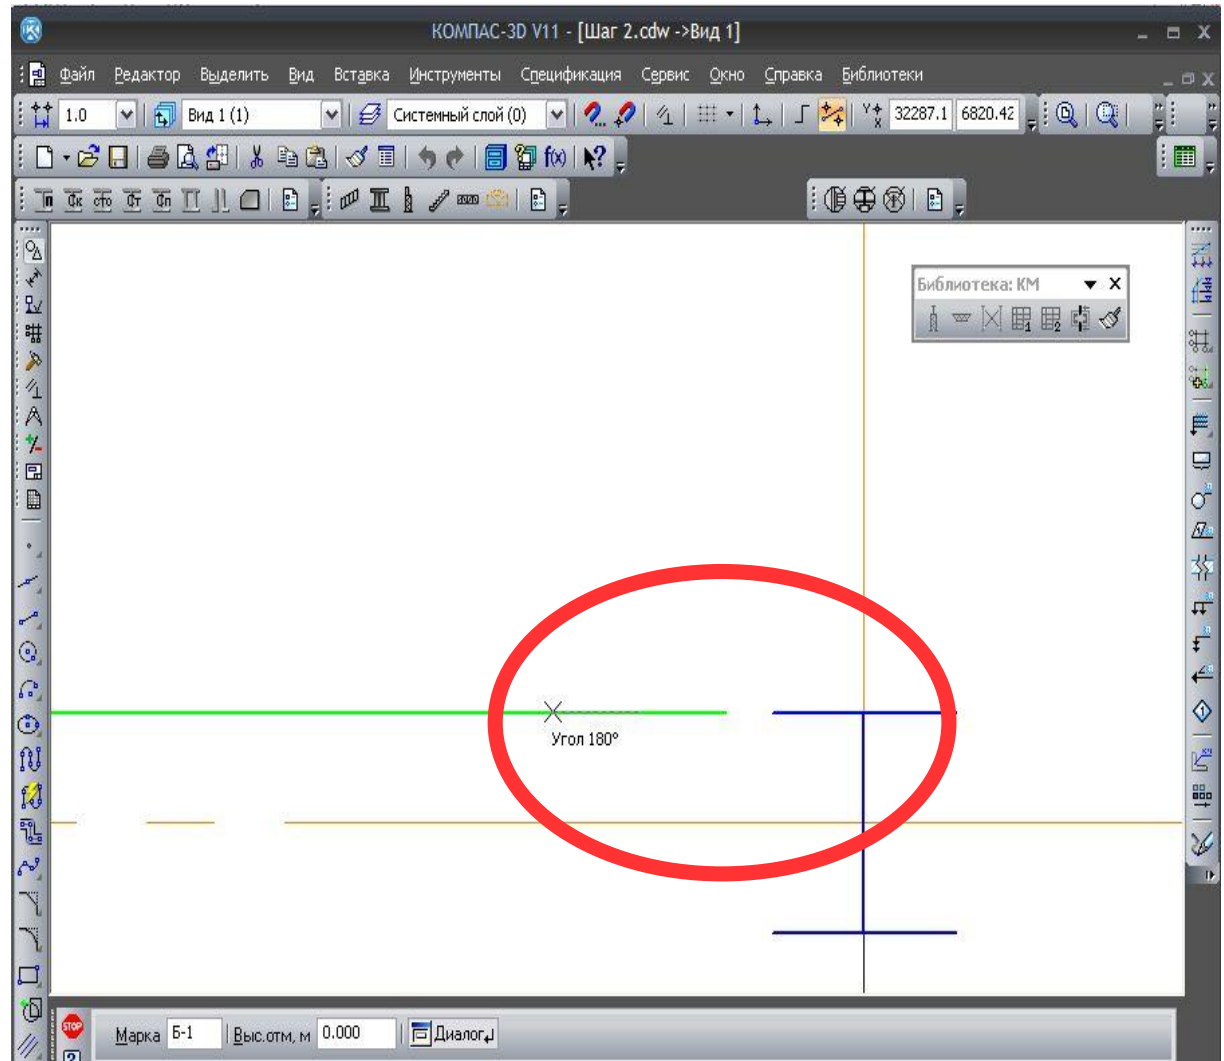 КОМПАС-3D V11 - [Шаг 2.cdw ->Вид 1]
Файл Редактор Выделить Вид Вставка Инструменты Спецификация Сервис Окно Справка Библиотеки
1.0 Вид 1 (1) Системный слой (0) 32287.1 6820.42
f(x)
Библиотека: КМ
Угол 180°
STOP
Марка Б-1 Выс.отм, м 0.000 Диалог